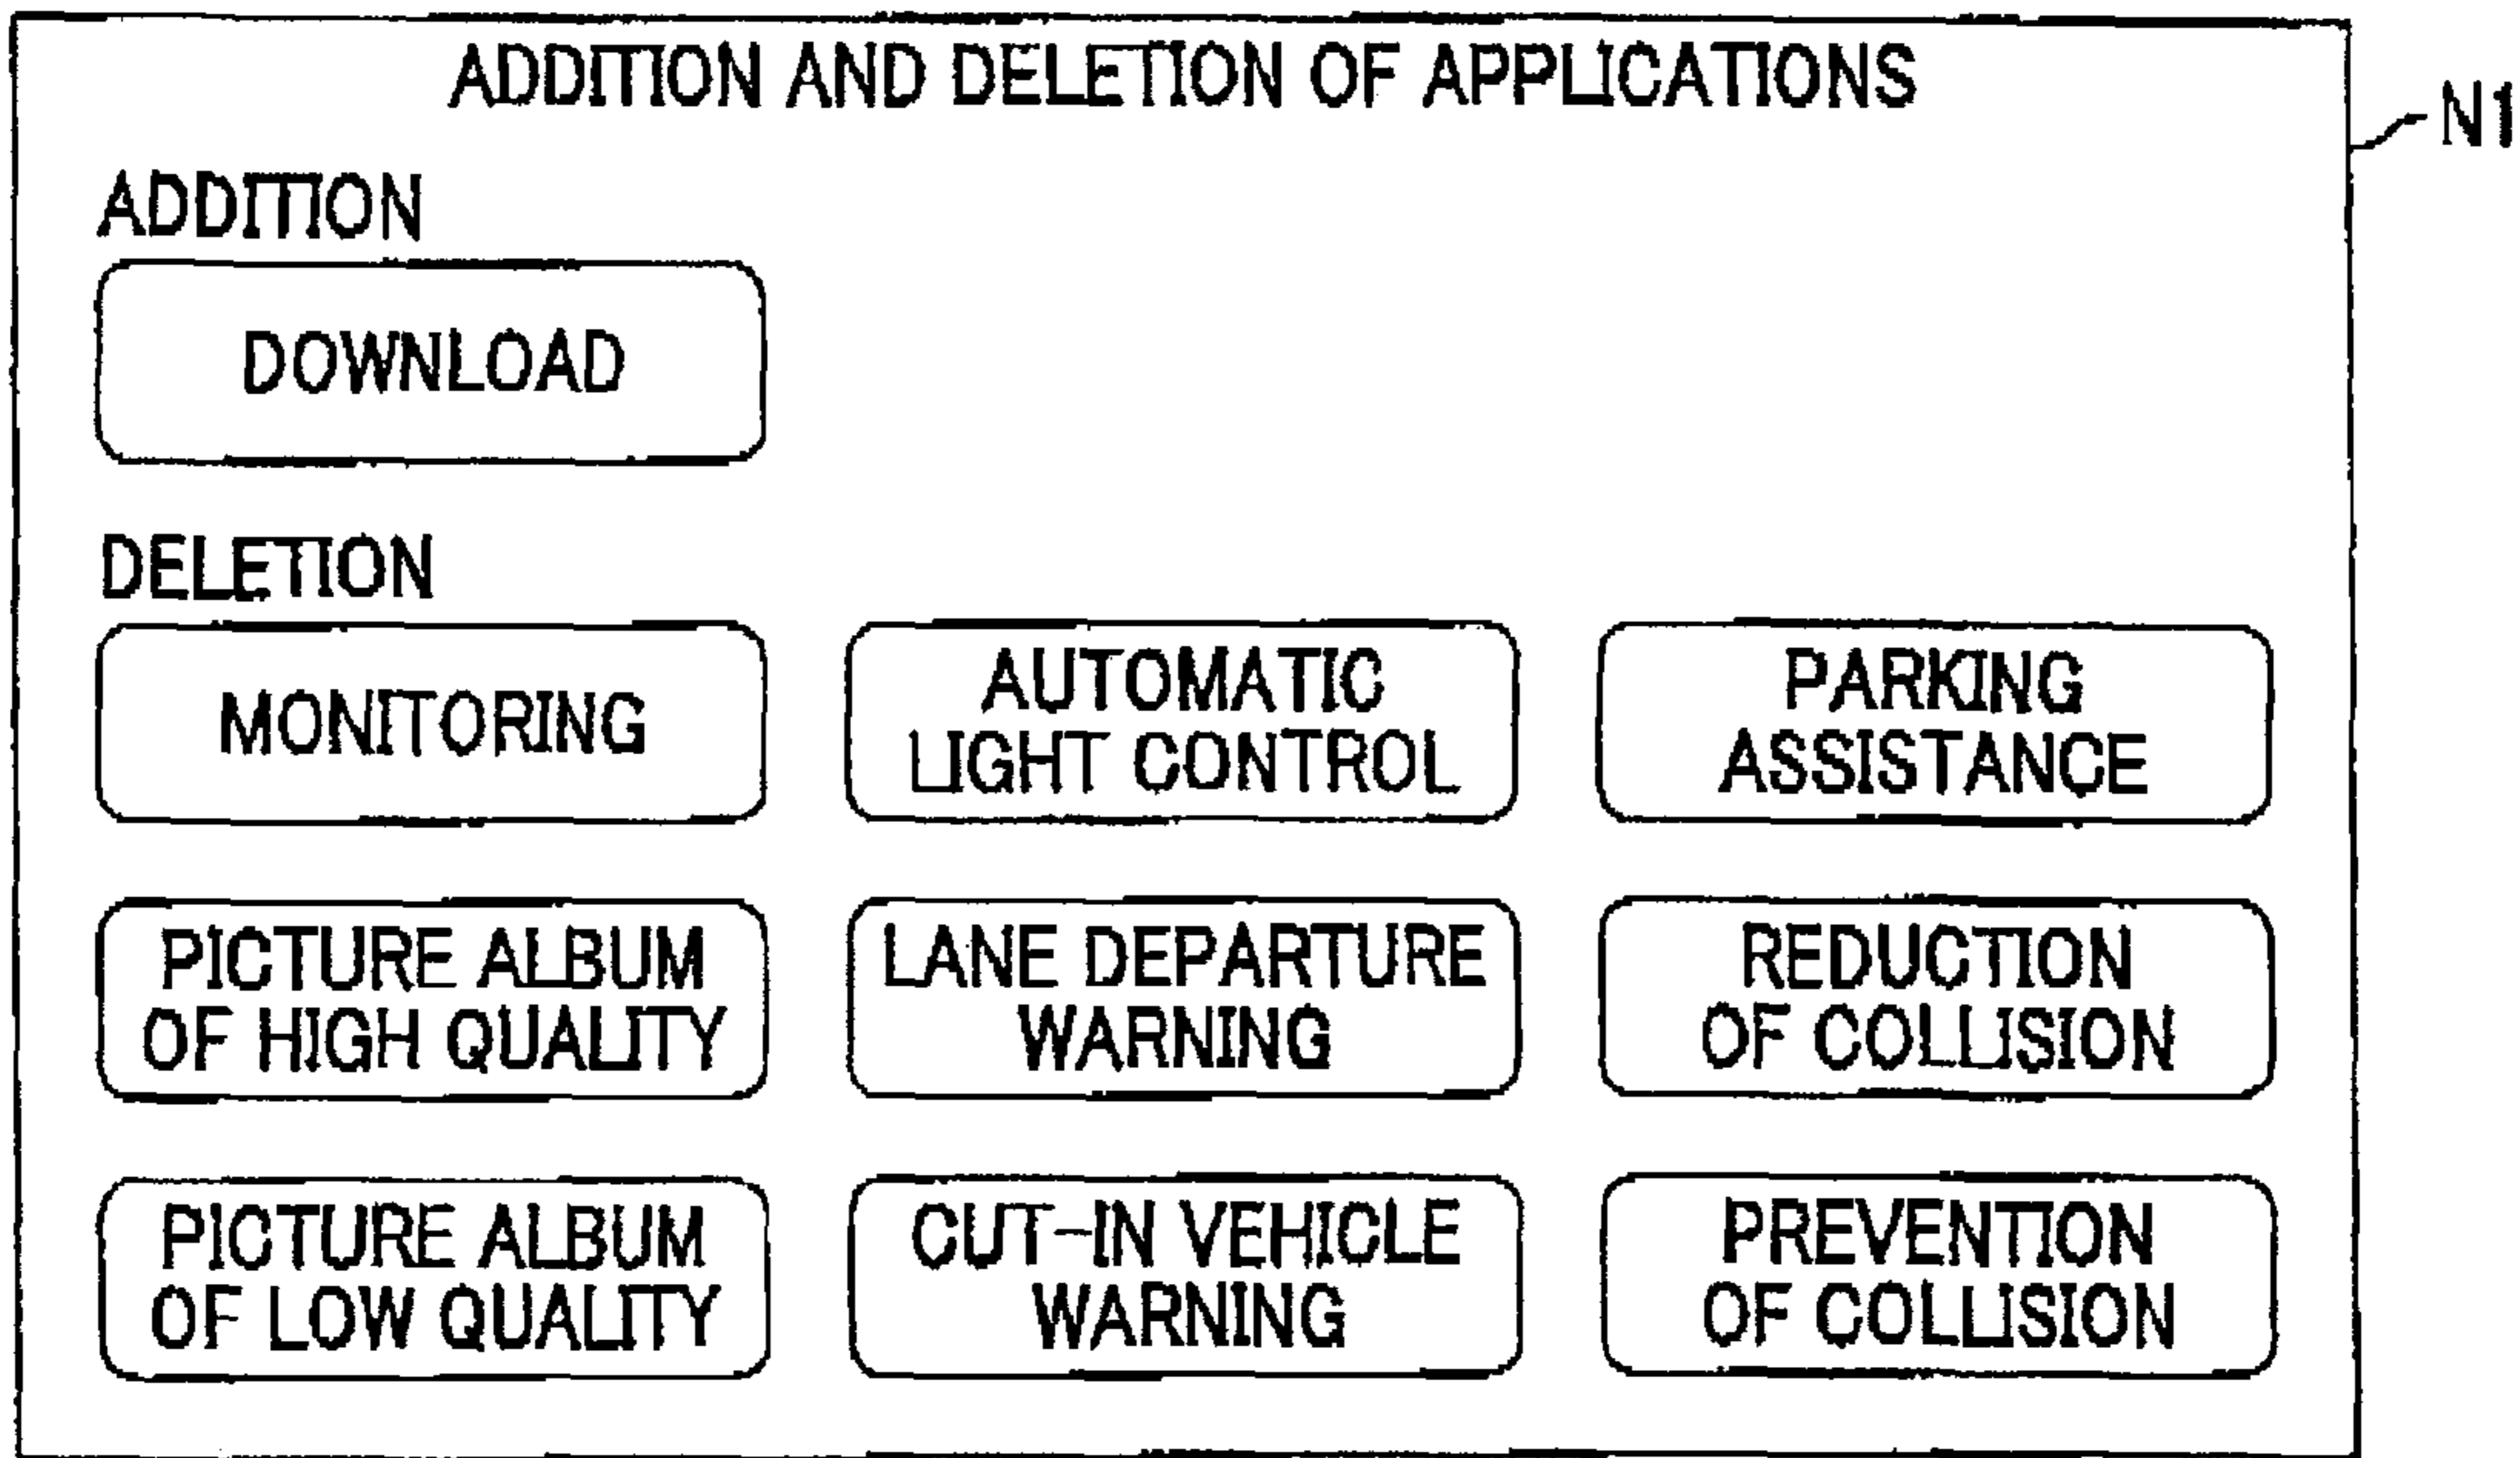 ADDITION AND DELETION OF APPLICATIONS
N1
ADDITION
DOWNLOAD
DELETION
MONITORING
AUTOMATIC
LIGHT CONTROL
PARKING
ASSISTANCE
PICTURE ALBUM
OF HIGH QUALITY
LANE DEPARTURE
WARNING
REDUCTION
OF COLLISION
PICTURE ALBUM
OF LOW QUALITY
CUT-IN VEHICLE
WARNING
PREVENTION
OF COLLISION